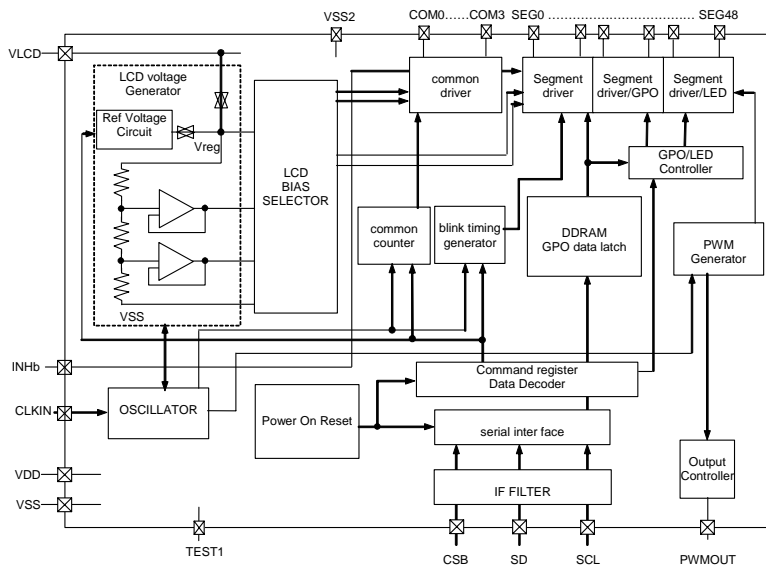 VSS2
COM0……COM3
SEG0 ........................... SEG48
VLCD
LCD voltage
Generator
Ref Voltage
Circuit
Vreg
VSS
LCD
BIAS
SELECTOR
common
driver
Segment
driver
Segment
driver/GPO
Segment
driver/LED
GPO/LED
Controller
common
counter
blink timing
generator
DDRAM
GPO data latch
PWM
Generator
INHb
CLKIN
OSCILLATOR
Power On Reset
Command register
Data Decoder
serial inter face
IF FILTER
Output
Controller
VDD
VSS
TEST1
CSB
SD
SCL
PWMOUT